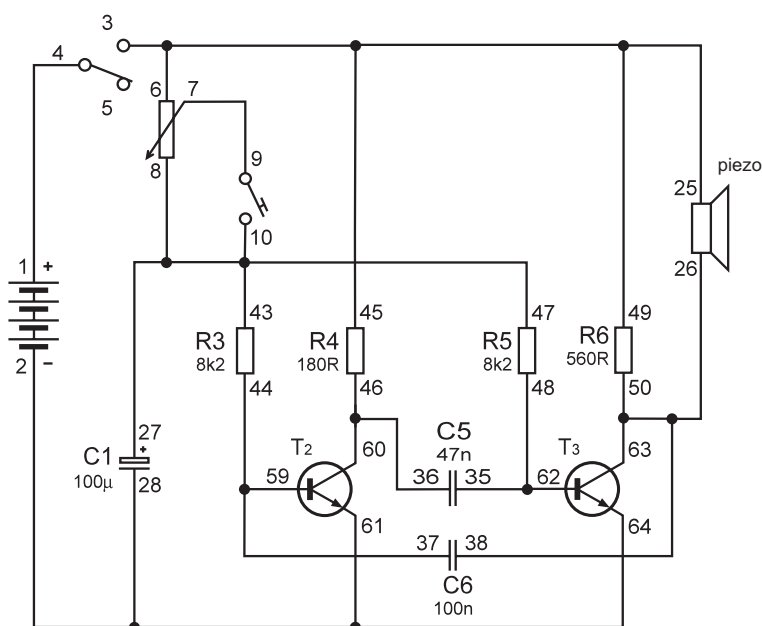 3
4
5
6
7
8
9
10
piezo
25
26
1 +
2 −
43
R3
8k2
44
45
R4
180R
46
47
R5
8k2
48
49
R6
560R
50
27
+
C1
100μ
28
T2
59
60
61
C5
47n
36 35
T3
62
63
64
37 38
C6
100n